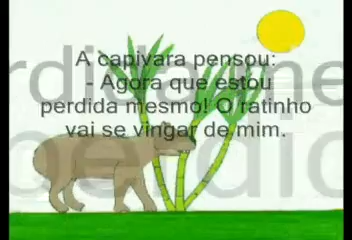 A capivara pensou:
- Agora que estou
perdida mesmo! O ratinho
vai se vingar de mim.